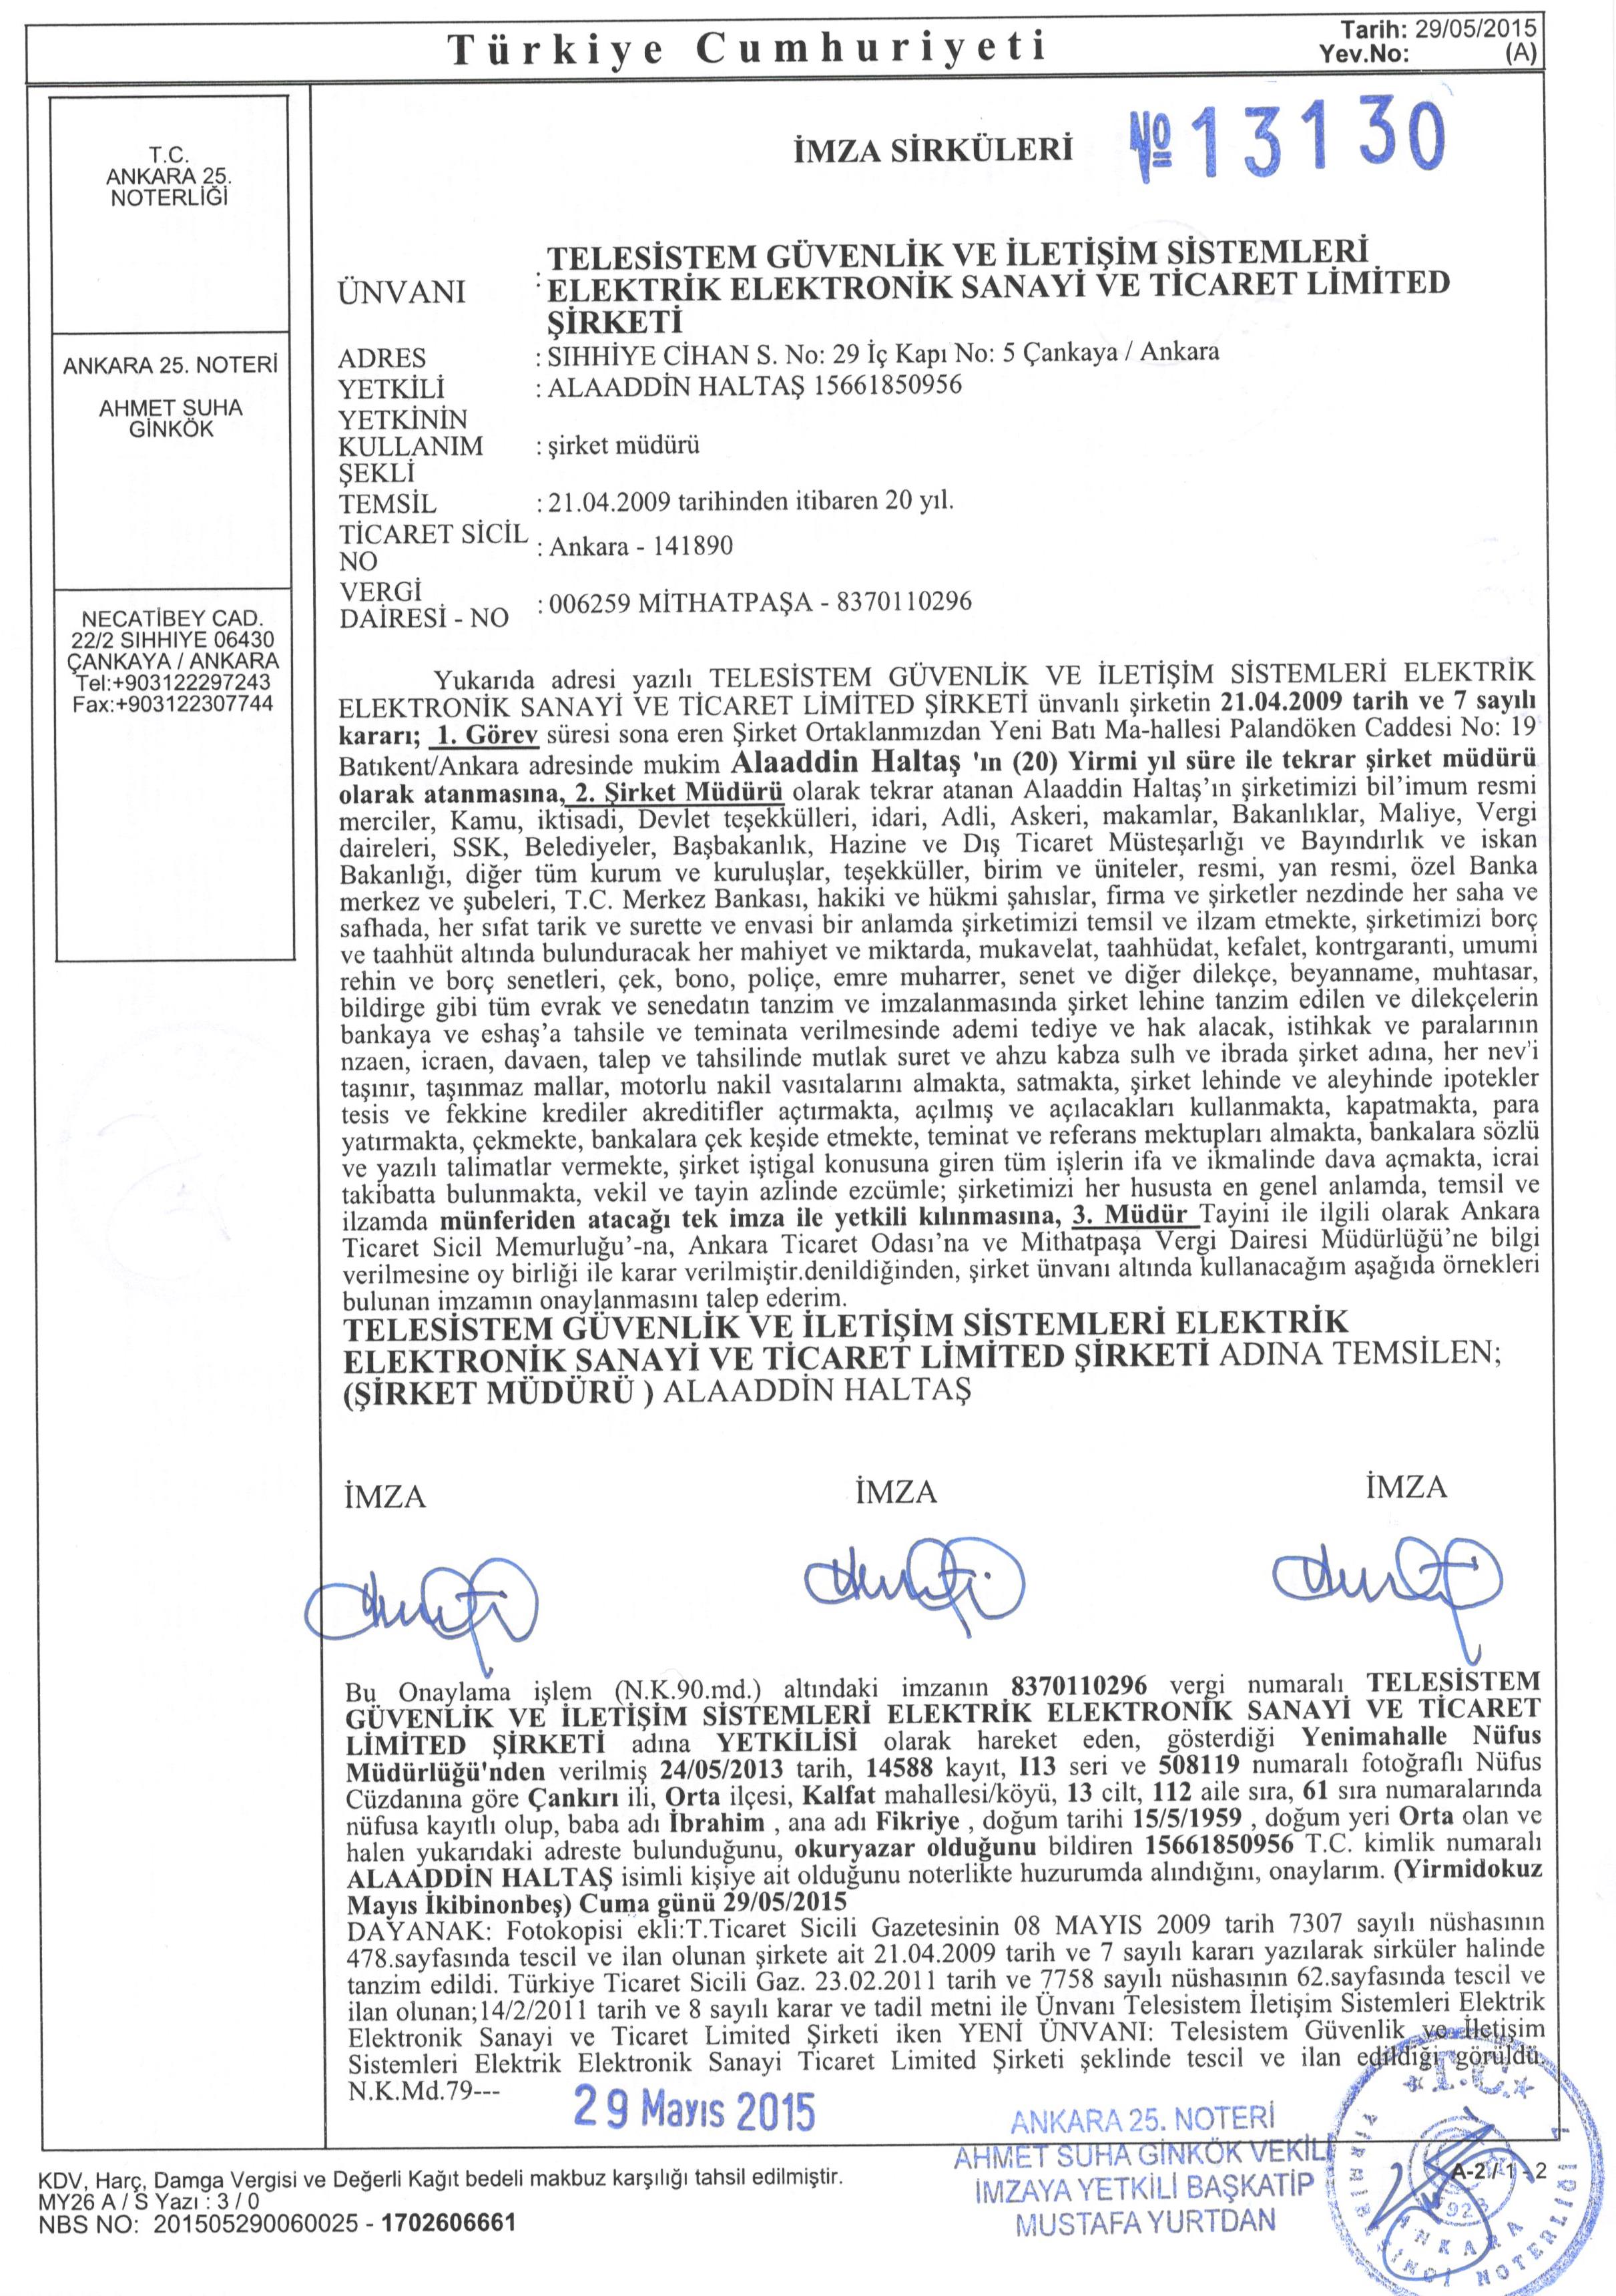 Türkiye Cumhuriyeti
Tarih: 29/05/2015
Yev.No: (A)
T.C.
ANKARA 25.
NOTERLİĞİ
ANKARA 25. NOTERİ
AHMET SUHA
GİNKÖK
NECATİBEY CAD.
22/2 SIHHIYE 06430
ÇANKAYA / ANKARA
Tel:+903122297243
Fax:+903122307744
İMZA SİRKÜLERİ
Nº 13130
ÜNVANI : TELESİSTEM GÜVENLİK VE İLETİŞİM SİSTEMLERİ
ELEKTRİK ELEKTRONİK SANAYİ VE TİCARET LİMİTED
ŞİRKETİ
ADRES : SIHHİYE CİHAN S. No: 29 İç Kapı No: 5 Çankaya / Ankara
YETKİLİ : ALAADDİN HALTAŞ 15661850956
YETKİNİN
KULLANIM : şirket müdürü
ŞEKLİ
TEMSİL : 21.04.2009 tarihinden itibaren 20 yıl.
TİCARET SİCİL
NO : Ankara - 141890
VERGİ
DAİRESİ - NO : 006259 MİTHATPAŞA - 8370110296
Yukarıda adresi yazılı TELESİSTEM GÜVENLİK VE İLETİŞİM SİSTEMLERİ ELEKTRİK
ELEKTRONİK SANAYİ VE TİCARET LİMİTED ŞİRKETİ ünvanlı şirketin 21.04.2009 tarih ve 7 sayılı
kararı; 1. Görev süresi sona eren Şirket Ortaklanmızdan Yeni Batı Ma-hallesi Palandöken Caddesi No: 19
Batıkent/Ankara adresinde mukim Alaaddin Haltaş 'ın (20) Yirmi yıl süre ile tekrar şirket müdürü
olarak atanmasına, 2. Şirket Müdürü olarak tekrar atanan Alaaddin Haltaş’ın şirketimizi bil’imum resmi
merciler, Kamu, iktisadi, Devlet teşekkülleri, idari, Adli, Askeri, makamlar, Bakanlıklar, Maliye, Vergi
daireleri, SSK, Belediyeler, Başbakanlık, Hazine ve Dış Ticaret Müsteşarlığı ve Bayındırlık ve iskan
Bakanlığı, diğer tüm kurum ve kuruluşlar, teşekküller, birim ve üniteler, resmi, yan resmi, özel Banka
merkez ve şubeleri, T.C. Merkez Bankası, hakiki ve hükmi şahıslar, firma ve şirketler nezdinde her saha ve
safhada, her sıfat tarik ve surette ve envasi bir anlamda şirketimizi temsil ve ilzam etmekte, şirketimizi borç
ve taahhüt altında bulunduracak her mahiyet ve miktarda, mukavelat, taahhüdat, kefalet, kontrgaranti, umumi
rehin ve borç senetleri, çek, bono, poliçe, emre muharrer, senet ve diğer dilekçe, beyanname, muhtasar,
bildirge gibi tüm evrak ve senedatın tanzim ve imzalanmasında şirket lehine tanzim edilen ve dilekçelerin
bankaya ve eshaş’a tahsile ve teminata verilmesinde ademi tediye ve hak alacak, istihkak ve paralarının
nzaen, icraen, davaen, talep ve tahsilinde mutlak suret ve ahzu kabza sulh ve ibrada şirket adına, her nev'i
taşınır, taşınmaz mallar, motorlu nakil vasıtalarını almakta, satmakta, şirket lehinde ve aleyhinde ipotekler
tesis ve fekkine krediler akreditifler açtırmakta, açılmış ve açılacakları kullanmakta, kapatmakta, para
yatırmakta, çekmekte, bankalara çek keşide etmekte, teminat ve referans mektupları almakta, bankalara sözlü
ve yazılı talimatlar vermekte, şirket iştigal konusuna giren tüm işlerin ifa ve ikmalinde dava açmakta, icrai
takibatta bulunmakta, vekil ve tayin azlinde ezcümle; şirketimizi her hususta en genel anlamda, temsil ve
ilzamda münferiden atacağı tek imza ile yetkili kılınmasına, 3. Müdür Tayini ile ilgili olarak Ankara
Ticaret Sicil Memurluğu’-na, Ankara Ticaret Odası’na ve Mithatpaşa Vergi Dairesi Müdürlüğü’ne bilgi
verilmesine oy birliği ile karar verilmiştir.denildiğinden, şirket ünvanı altında kullanacağım aşağıda örnekleri
bulunan imzamın onaylanmasını talep ederim.
TELESİSTEM GÜVENLİK VE İLETİŞİM SİSTEMLERİ ELEKTRİK
ELEKTRONİK SANAYİ VE TİCARET LİMİTED ŞİRKETİ ADINA TEMSİLEN;
(ŞİRKET MÜDÜRÜ ) ALAADDİN HALTAŞ
İMZA İMZA İMZA
Bu Onaylama işlem (N.K.90.md.) altındaki imzanın 8370110296 vergi numaralı TELESİSTEM
GÜVENLİK VE İLETİŞİM SİSTEMLERİ ELEKTRİK ELEKTRONİK SANAYİ VE TİCARET
LİMİTED ŞİRKETİ adına YETKİLİSİ olarak hareket eden, gösterdiği Yenimahalle Nüfus
Müdürlüğü'nden verilmiş 24/05/2013 tarih, 14588 kayıt, I13 seri ve 508119 numaralı fotoğraflı Nüfus
Cüzdanına göre Çankırı ili, Orta ilçesi, Kalfat mahallesi/köyü, 13 cilt, 112 aile sıra, 61 sıra numaralarında
nüfusa kayıtlı olup, baba adı İbrahim , ana adı Fikriye , doğum tarihi 15/5/1959 , doğum yeri Orta olan ve
halen yukarıdaki adreste bulunduğunu, okuryazar olduğunu bildiren 15661850956 T.C. kimlik numaralı
ALAADDİN HALTAŞ isimli kişiye ait olduğunu noterlikte huzurumda alındığını, onaylarım. (Yirmidokuz
Mayıs İkibinonbeş) Cuma günü 29/05/2015
DAYANAK: Fotokopisi ekli:T.Ticaret Sicili Gazetesinin 08 MAYIS 2009 tarih 7307 sayılı nüshasının
478.sayfasında tescil ve ilan olunan şirkete ait 21.04.2009 tarih ve 7 sayılı kararı yazılarak sirküler halinde
tanzim edildi. Türkiye Ticaret Sicili Gaz. 23.02.2011 tarih ve 7758 sayılı nüshasının 62.sayfasında tescil ve
ilan olunan;14/2/2011 tarih ve 8 sayılı karar ve tadil metni ile Ünvanı Telesistem İletişim Sistemleri Elektrik
Elektronik Sanayi ve Ticaret Limited Şirketi iken YENİ ÜNVANI: Telesistem Güvenlik ve İletişim
Sistemleri Elektrik Elektronik Sanayi Ticaret Limited Şirketi şeklinde tescil ve ilan edildiği görüldü.
N.K.Md.79---
29 Mayıs 2015
ANKARA 25. NOTERİ
AHMET SUHA GİNKÖK VEKİLİ
İMZAYA YETKİLİ BAŞKATİP
MUSTAFA YURTDAN
T.C.
ANKARA
NOTERLİĞİ
A-2 / 1 - 2
KDV, Harç, Damga Vergisi ve Değerli Kağıt bedeli makbuz karşılığı tahsil edilmiştir.
MY26 A / S Yazı : 3 / 0
NBS NO: 201505290060025 - 1702606661